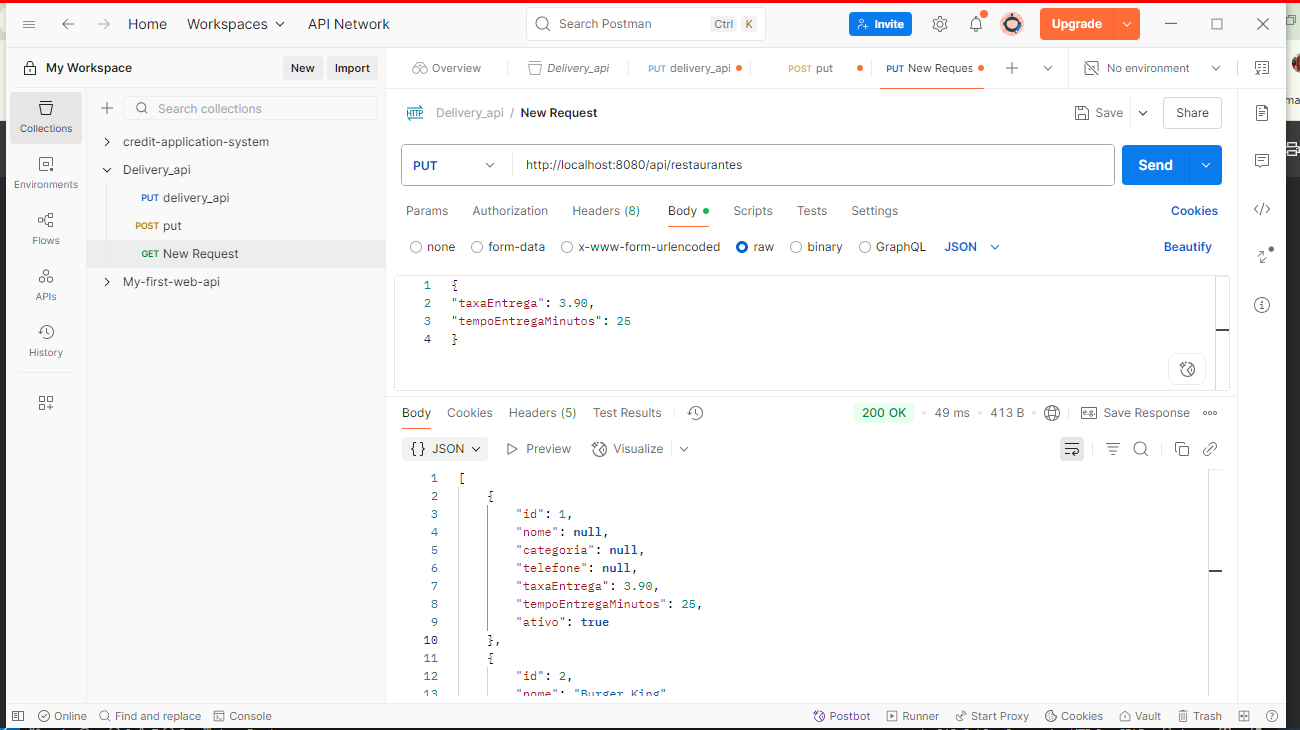 Home Workspaces API Network Search Postman Ctrl K Invite Upgrade
My Workspace New Import Overview Delivery_api PUT delivery_api POST put PUT New Reques No environment
Collections
Search collections
credit-application-system
Delivery_api
PUT delivery_api
POST put
GET New Request
My-first-web-api
Environments
Flows
APIs
History
HTTP Delivery_api / New Request Save Share
PUT http://localhost:8080/api/restaurantes Send
Params Authorization Headers (8) Body Scripts Tests Settings Cookies
none form-data x-www-form-urlencoded raw binary GraphQL JSON Beautify
1 {
2 "taxaEntrega": 3.90,
3 "tempoEntregaMinutos": 25
4 }
Body Cookies Headers (5) Test Results 200 OK 49 ms 413 B e.g. Save Response
{} JSON Preview Visualize
1 [
2 {
3 "id": 1,
4 "nome": null,
5 "categoria": null,
6 "telefone": null,
7 "taxaEntrega": 3.90,
8 "tempoEntregaMinutos": 25,
9 "ativo": true
10 },
11 {
12 "id": 2,
13 "nome": "Burger King"
Online Find and replace Console Postbot Runner Start Proxy Cookies Vault Trash